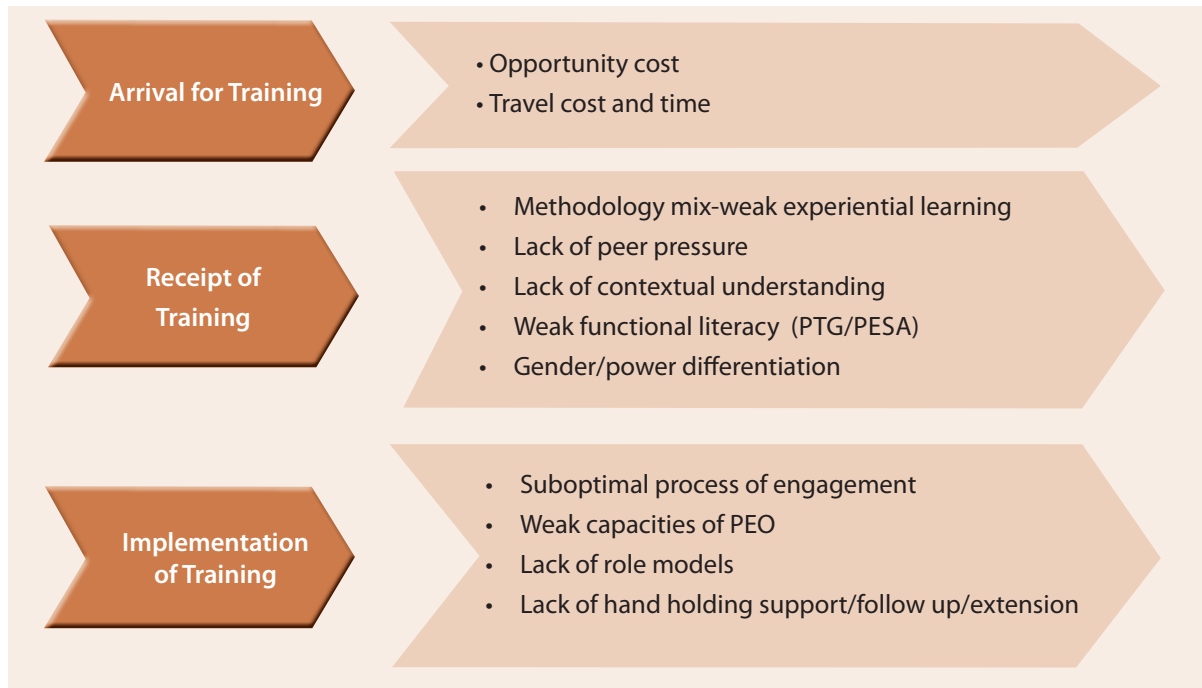 Arrival for Training
• Opportunity cost
• Travel cost and time
Receipt of
Training
• Methodology mix-weak experiential learning
• Lack of peer pressure
• Lack of contextual understanding
• Weak functional literacy (PTG/PESA)
• Gender/power differentiation
Implementation
of Training
• Suboptimal process of engagement
• Weak capacities of PEO
• Lack of role models
• Lack of hand holding support/follow up/extension